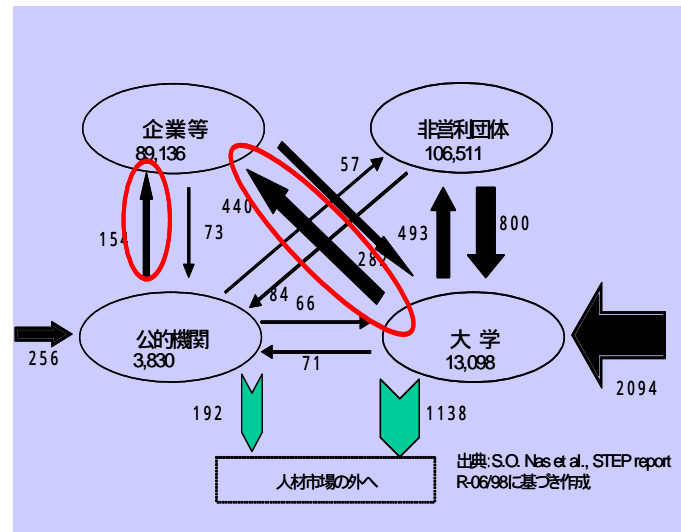 企業等
89,136
非営利団体
106,511
57
440
154
73
493
800
84
66
公的機関
3,830
大 学
13,098
256
71
2094
192
1138
人材市場の外へ
出典:S.O. Nas et al., STEP report
R-06/98に基づき作成